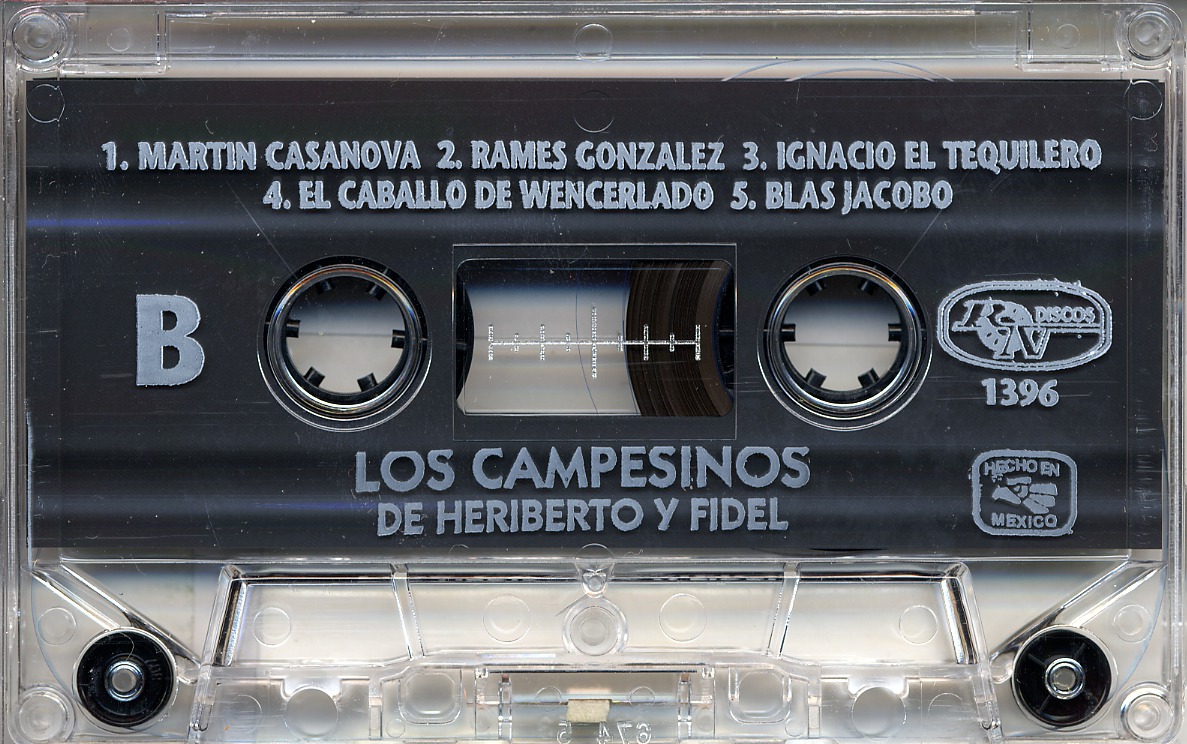 1. MARTIN CASANOVA 2. RAMES GONZALEZ 3. IGNACIO EL TEQUILERO
4. EL CABALLO DE WENCERLADO 5. BLAS JACOBO
B
DISCOS
1396
LOS CAMPESINOS
DE HERIBERTO Y FIDEL
HECHO EN
MEXICO